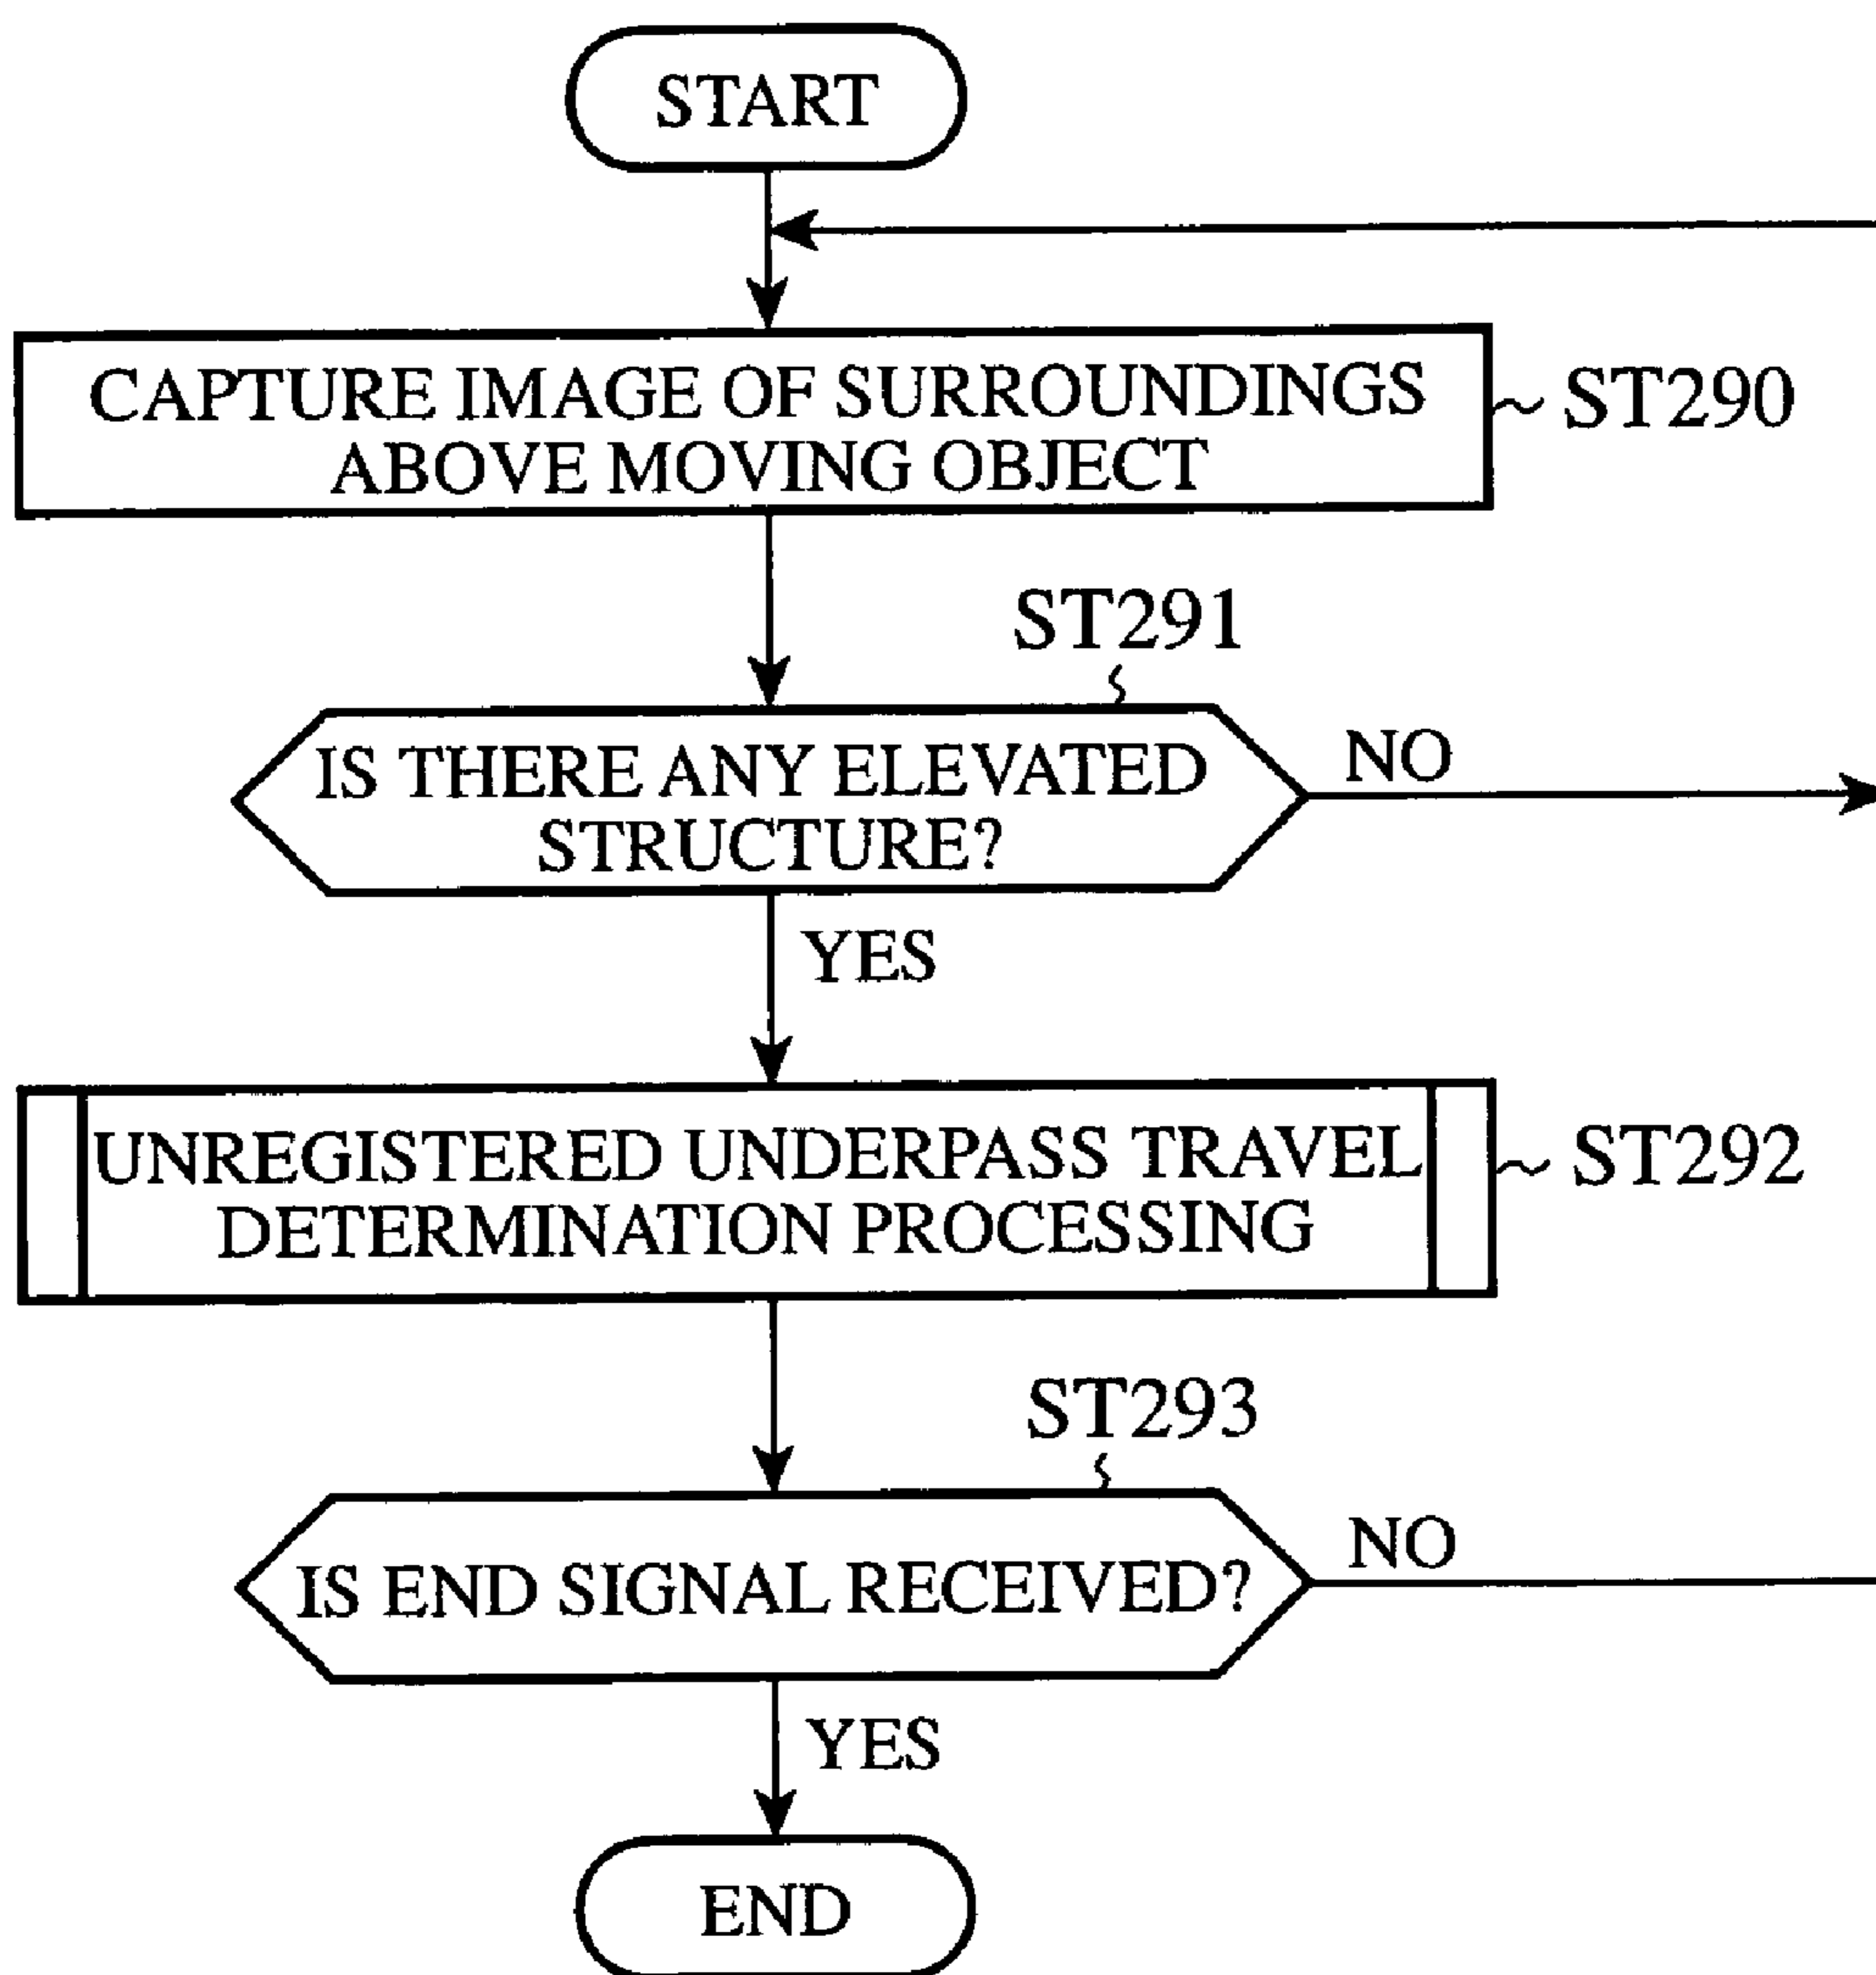 START
CAPTURE IMAGE OF SURROUNDINGS
ABOVE MOVING OBJECT
ST290
ST291
IS THERE ANY ELEVATED
STRUCTURE?
NO
YES
UNREGISTERED UNDERPASS TRAVEL
DETERMINATION PROCESSING
ST292
ST293
IS END SIGNAL RECEIVED?
NO
YES
END